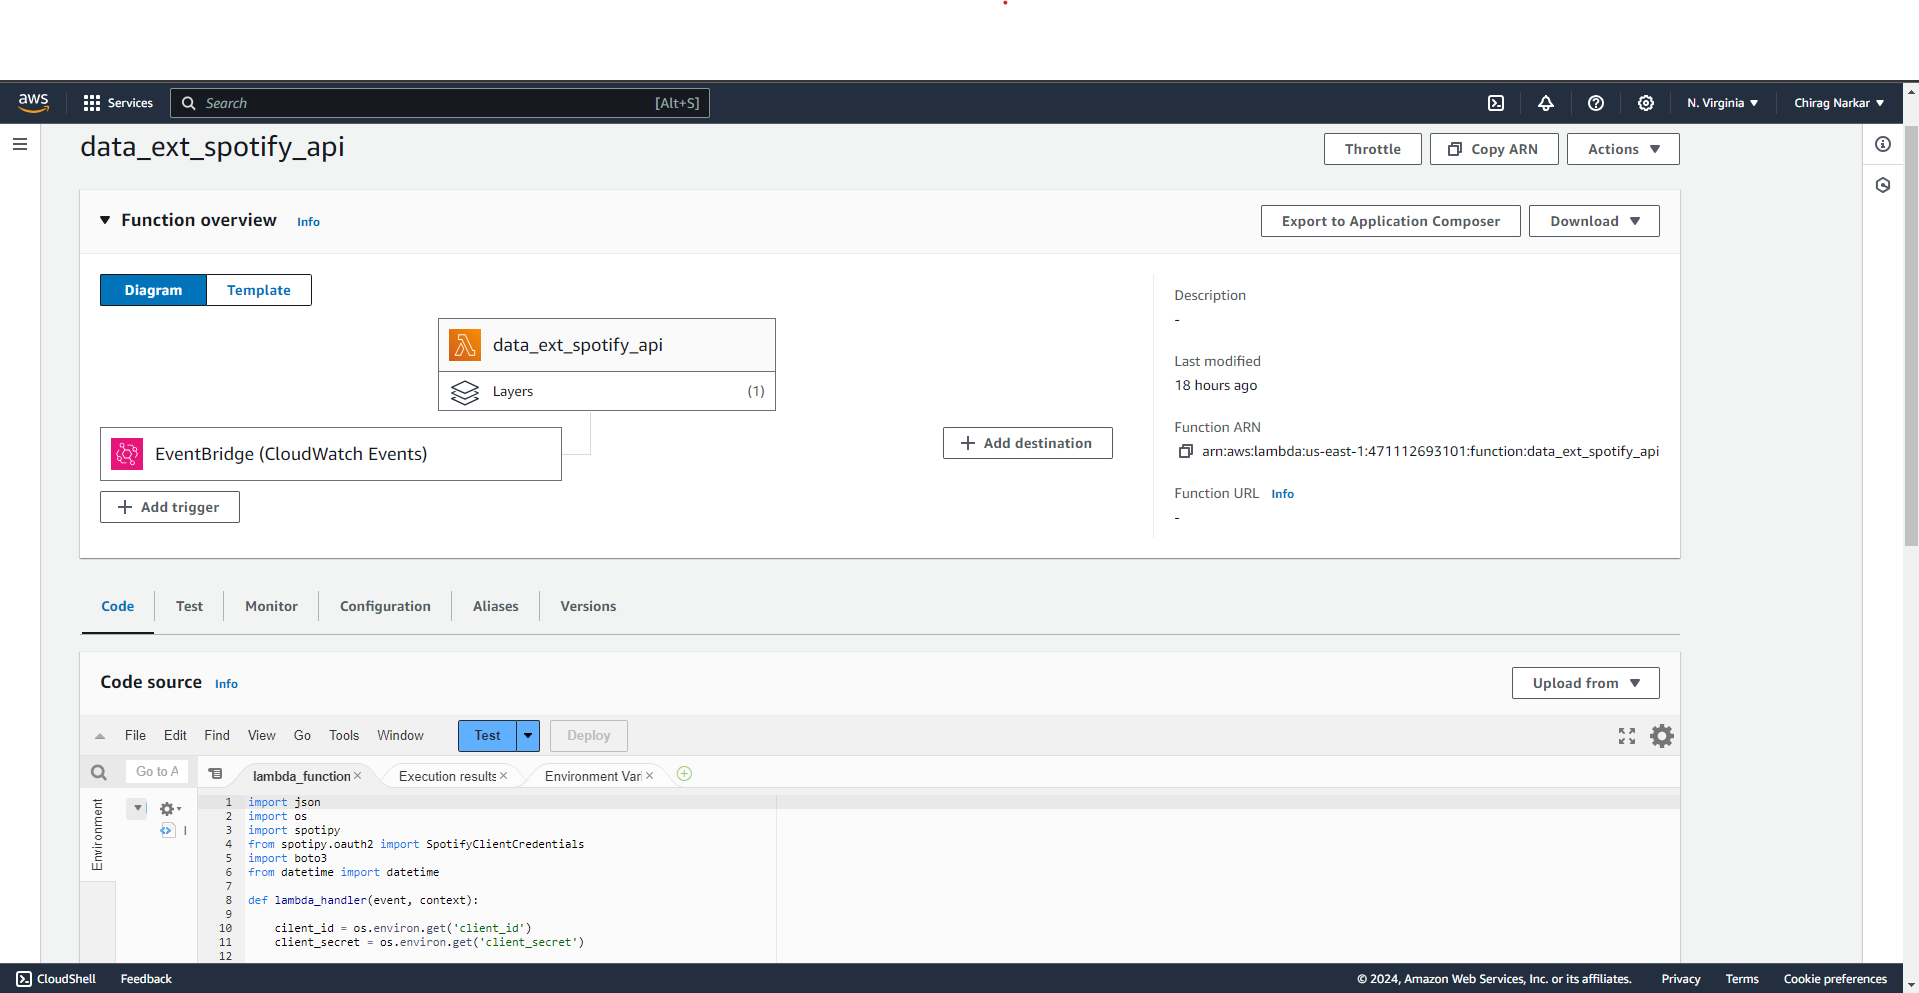 aws Services Search [Alt+S] N. Virginia Chirag Narkar
data_ext_spotify_api
Throttle Copy ARN Actions
Function overview Info
Export to Application Composer Download
Diagram Template
data_ext_spotify_api
Layers (1)
EventBridge (CloudWatch Events)
Add trigger
Add destination
Description
-
Last modified
18 hours ago
Function ARN
arn:aws:lambda:us-east-1:471112693101:function:data_ext_spotify_api
Function URL Info
-
Code Test Monitor Configuration Aliases Versions
Code source Info
Upload from
File Edit Find View Go Tools Window Test Deploy
Go to A
lambda_function Execution results Environment Var
Environment
1 import json
2 import os
3 import spotipy
4 from spotipy.oauth2 import SpotifyClientCredentials
5 import boto3
6 from datetime import datetime
7
8 def lambda_handler(event, context):
9
10 cilent_id = os.environ.get('client_id')
11 client_secret = os.environ.get('client_secret')
12
CloudShell Feedback © 2024, Amazon Web Services, Inc. or its affiliates. Privacy Terms Cookie preferences